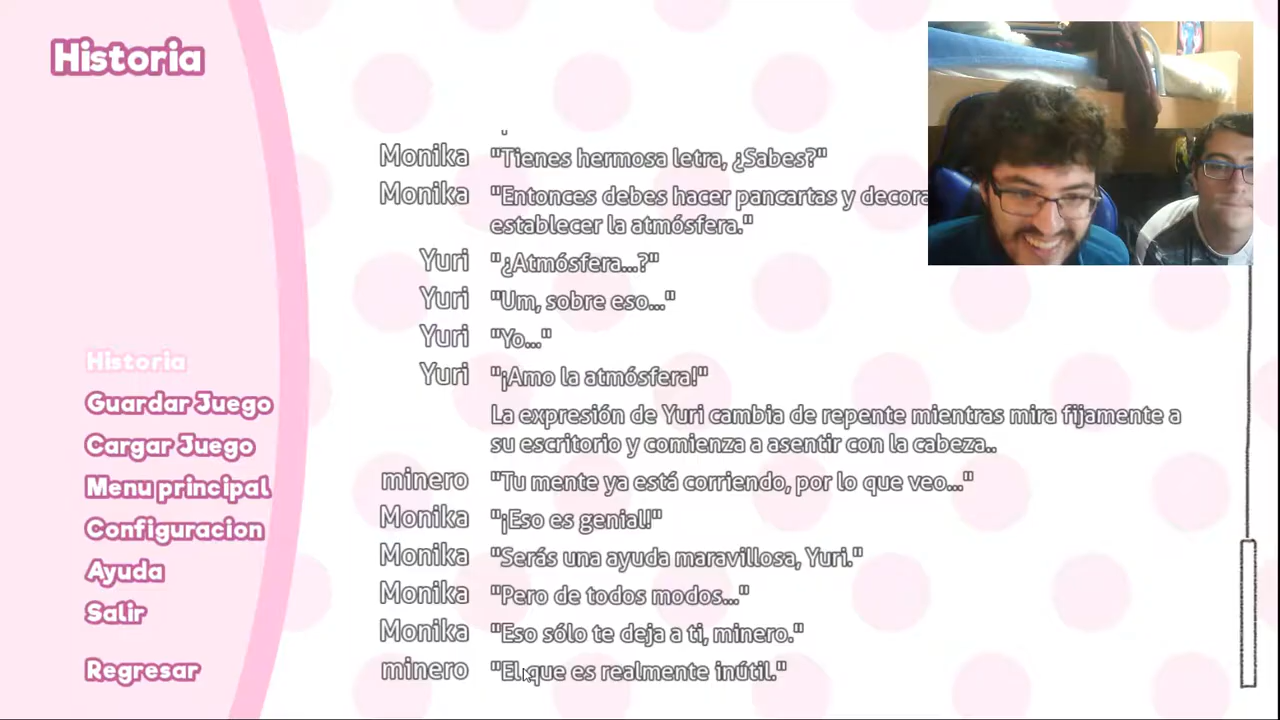 Historia
Monika "Tienes hermosa letra, ¿Sabes?"
Monika "Entonces debes hacer pancartas y
establecer la atmósfera."
Yuri "¿Atmósfera...?"
Yuri "Um, sobre eso..."
Yuri "Yo..."
Yuri "¡Amo la atmósfera!"
La expresión de Yuri cambia de repente mientras mira fijamente a
su escritorio y comienza a asentir con la cabeza..
minero "Tu mente ya está corriendo, por lo que veo..."
Monika "¡Eso es genial!"
Monika "Serás una ayuda maravillosa, Yuri."
Monika "Pero de todos modos..."
Monika "Eso sólo te deja a ti, minero."
minero "El que es realmente inútil."
Historia
Guardar Juego
Cargar Juego
Menu principal
Configuracion
Ayuda
Salir
Regresar